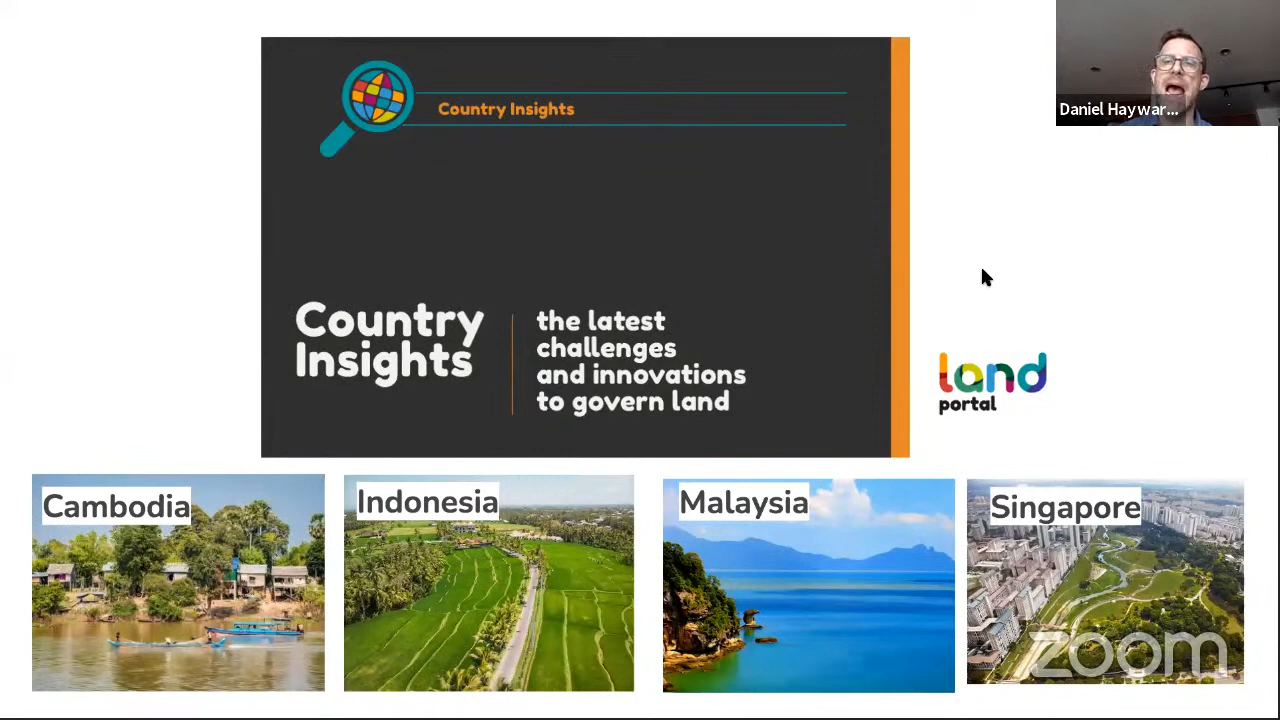 Country Insights
Daniel Haywar...
Country
Insights
the latest
challenges
and innovations
to govern land
land
portal
Cambodia
Indonesia
Malaysia
Singapore
zoom